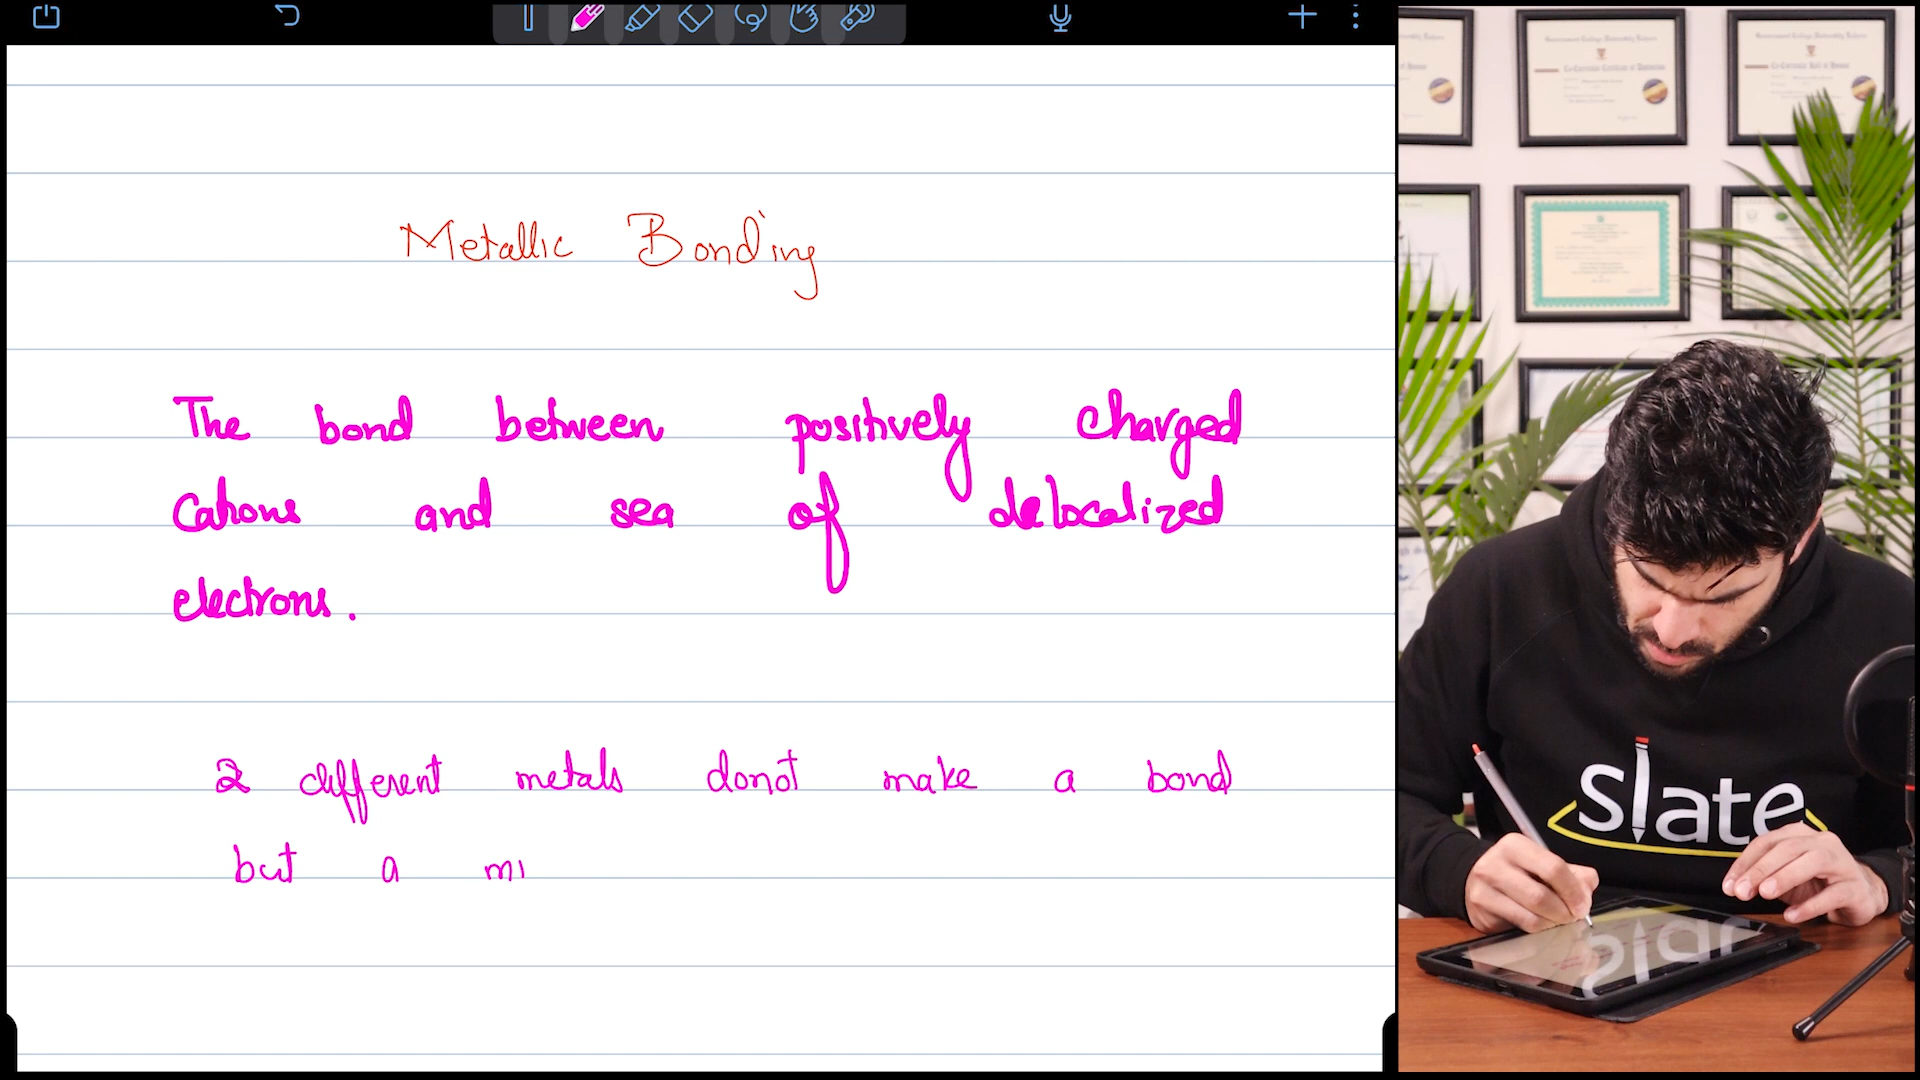 Metallic Bonding
The bond between positively charged
cations and sea of delocalized
electrons.
2 different metals donot make a bond
but a mi
slate